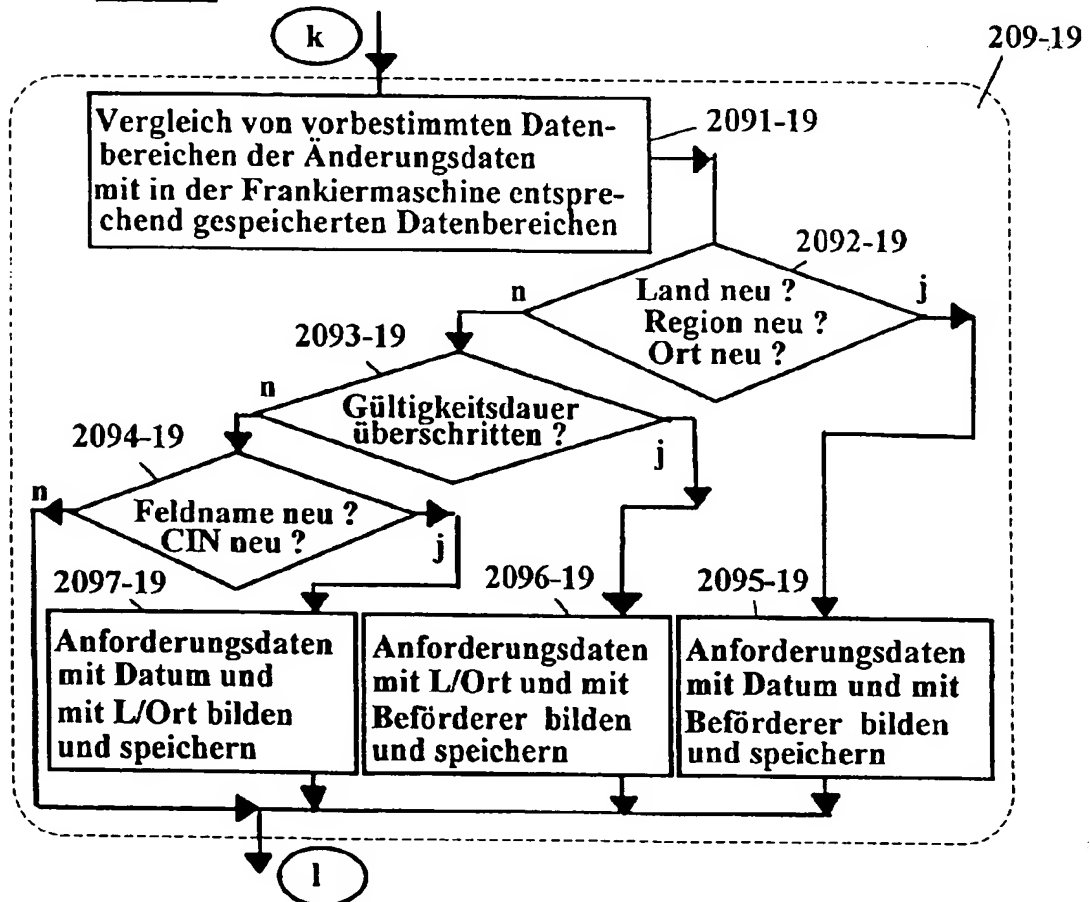 k
209-19
Vergleich von vorbestimmten Daten-
bereichen der Änderungsdaten
mit in der Frankiermaschine entspre-
chend gespeicherten Datenbereichen
2091-19
2092-19
n
Land neu ?
Region neu ?
Ort neu ?
j
2093-19
n
Gültigkeitsdauer
überschritten ?
j
2094-19
n
Feldname neu ?
CIN neu ?
j
2097-19
Anforderungsdaten
mit Datum und
mit L/Ort bilden
und speichern
2096-19
Anforderungsdaten
mit L/Ort und mit
Beförderer bilden
und speichern
2095-19
Anforderungsdaten
mit Datum und mit
Beförderer bilden
und speichern
l